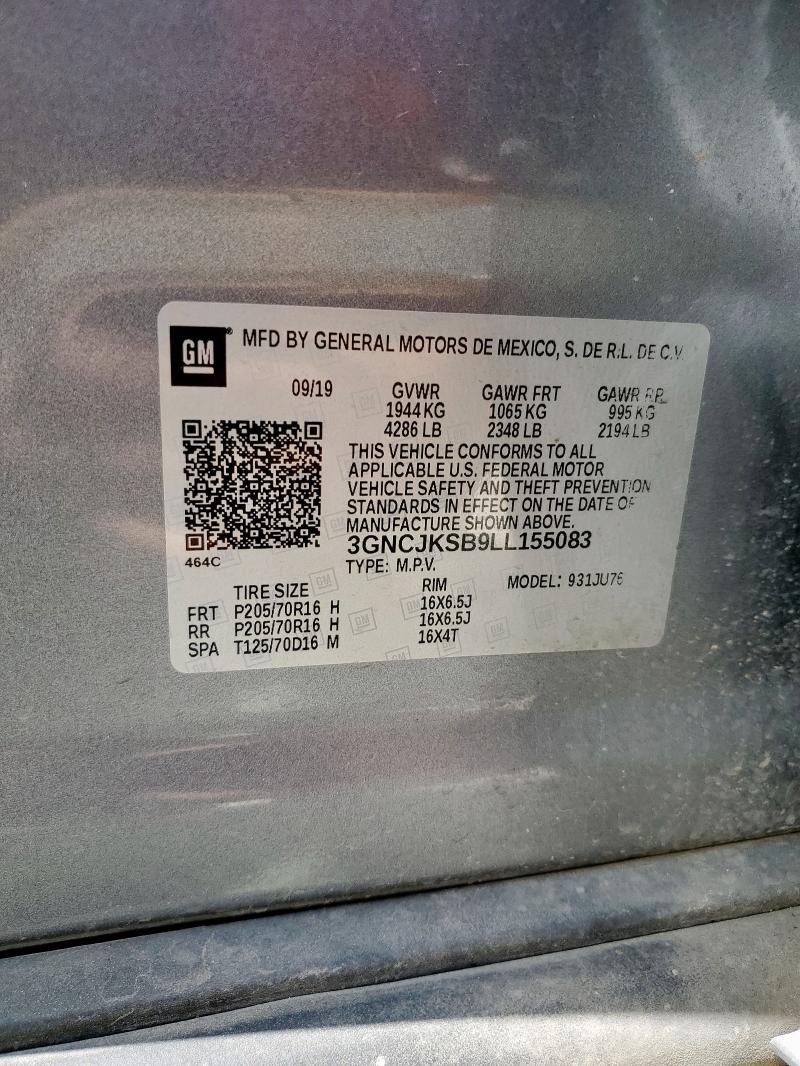 GM
MFD BY GENERAL MOTORS DE MEXICO, S. DE R.L. DE C.V.
09/19 GVWR GAWR FRT GAWR RR
1944 KG 1065 KG 995 KG
4286 LB 2348 LB 2194 LB
THIS VEHICLE CONFORMS TO ALL
APPLICABLE U.S. FEDERAL MOTOR
VEHICLE SAFETY AND THEFT PREVENTION
STANDARDS IN EFFECT ON THE DATE OF
MANUFACTURE SHOWN ABOVE.
3GNCJKSB9LL155083
464C
TYPE: M.P.V. MODEL: 931JU76
TIRE SIZE RIM
FRT P205/70R16 H 16X6.5J
RR P205/70R16 H 16X6.5J
SPA T125/70D16 M 16X4T